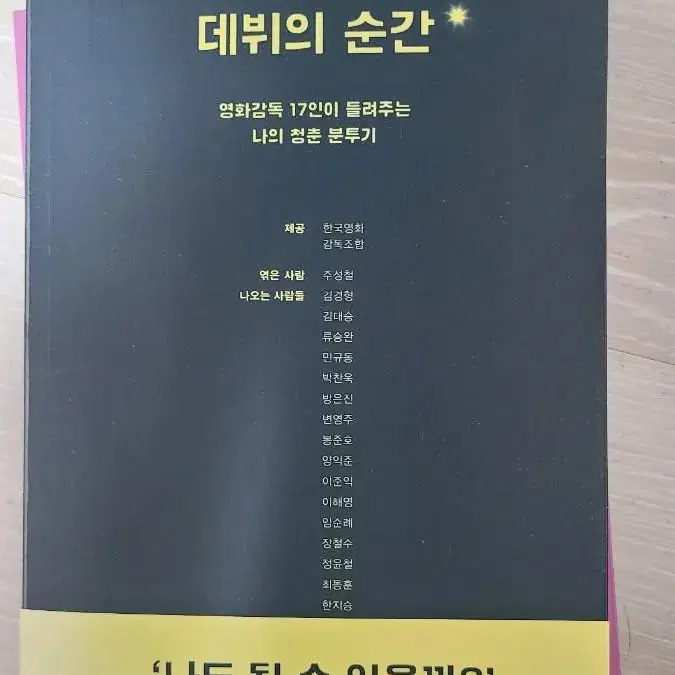 데뷔의 순간
영화감독 17인이 들려주는
나의 청춘 분투기
제공 한국영화
감독조합
엮은 사람 주성철
나오는 사람들 김경형
김대승
류승완
민규동
박찬욱
방은진
변영주
봉준호
양익준
이준익
이해영
임순례
장철수
정윤철
최동훈
한지승